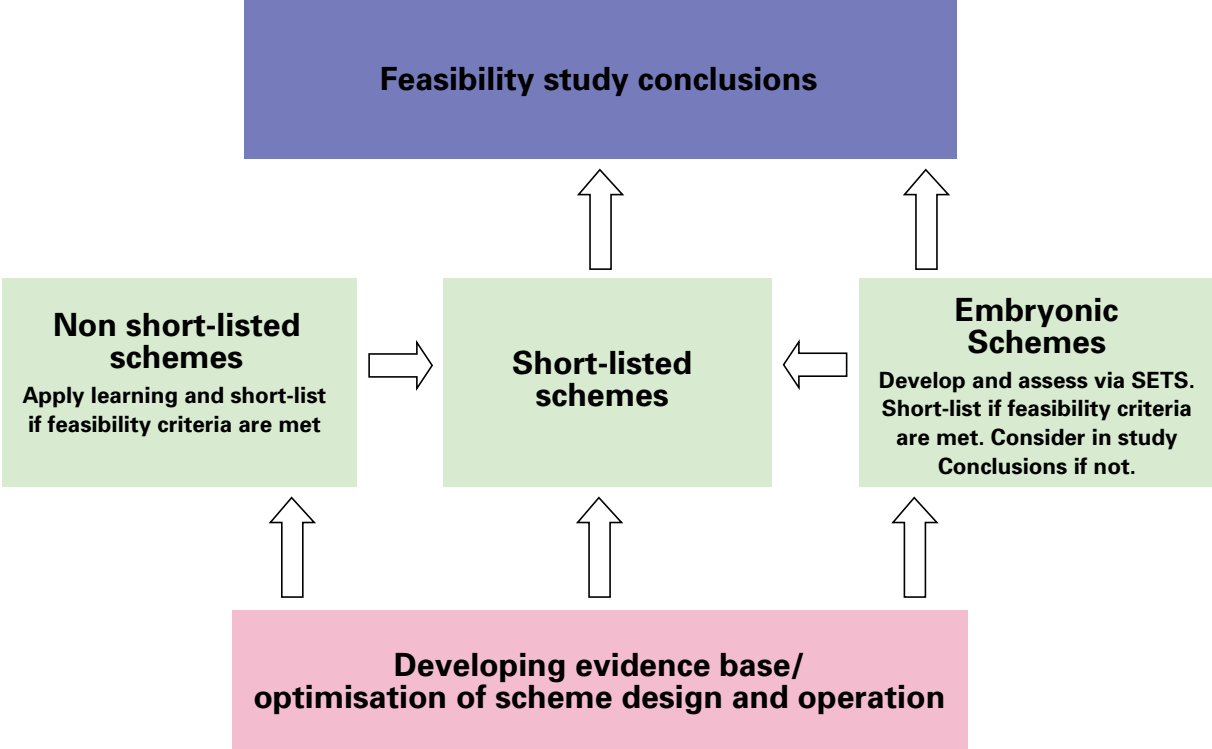 Feasibility study conclusions
Non short-listed
schemes
Apply learning and short-list
if feasibility criteria are met
Short-listed
schemes
Embryonic
Schemes
Develop and assess via SETS.
Short-list if feasibility criteria
are met. Consider in study
Conclusions if not.
Developing evidence base/
optimisation of scheme design and operation